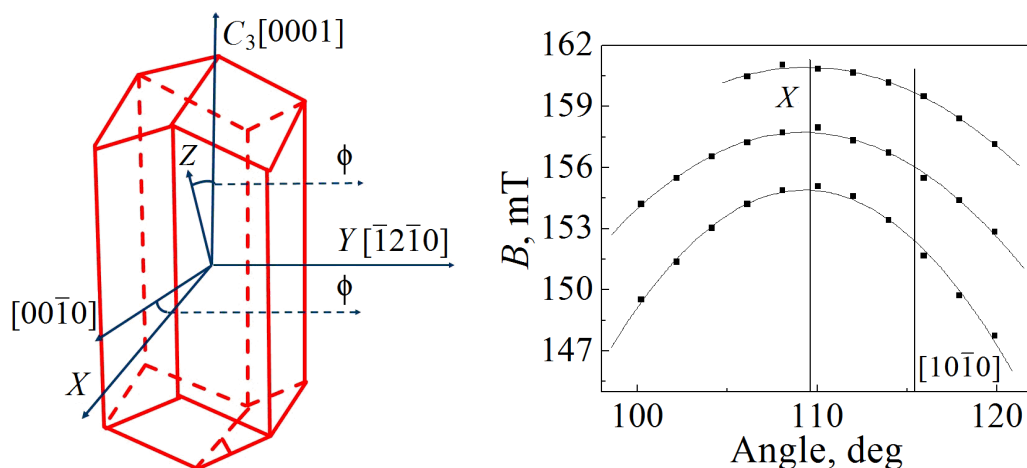 C₃[0001]
Z
ϕ
Y [1̅21̅0]
ϕ
[001̅0]
X
B, mT
162
159
156
153
150
147
X
[101̅0]
100
110
120
Angle, deg